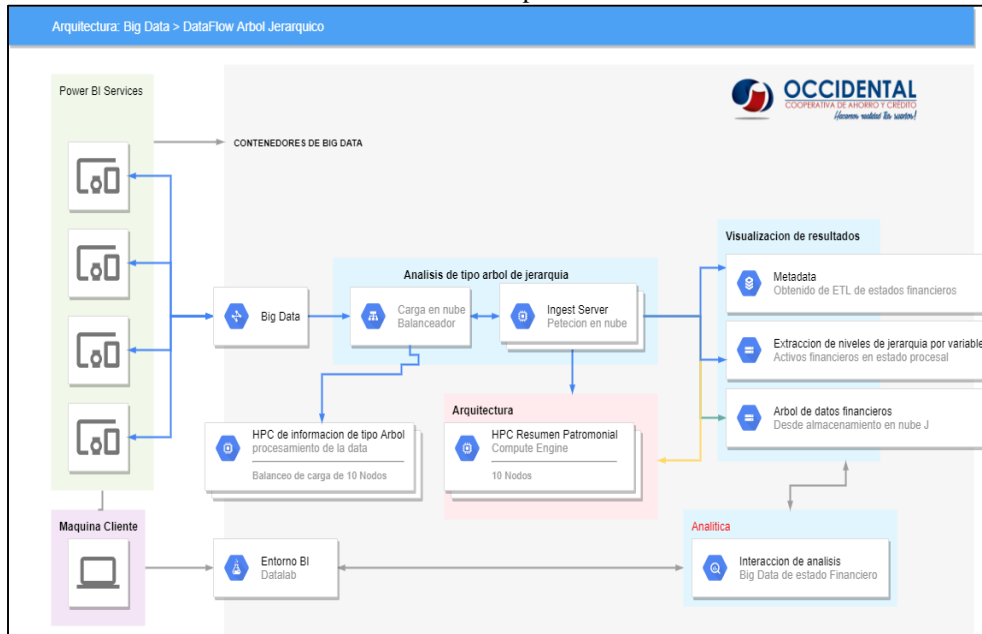 Arquitectura: Big Data > DataFlow Arbol Jerarquico
Power BI Services
OCCIDENTAL
COOPERATIVA DE AHORRO Y CRÉDITO
¡Hacemos realidad tus sueños!
CONTENEDORES DE BIG DATA
Visualizacion de resultados
Analisis de tipo arbol de jerarquia
Metadata
Obtenido de ETL de estados financieros
Big Data
Carga en nube
Balanceador
Ingest Server
Petecion en nube
Extraccion de niveles de jerarquia por variable
Activos financieros en estado procesal
Arquitectura
Arbol de datos financieros
Desde almacenamiento en nube J
HPC de informacion de tipo Arbol
procesamiento de la data
Balanceo de carga de 10 Nodos
HPC Resumen Patromonial
Compute Engine
10 Nodos
Maquina Cliente
Analitica
Entorno BI
Datalab
Interaccion de analisis
Big Data de estado Financiero